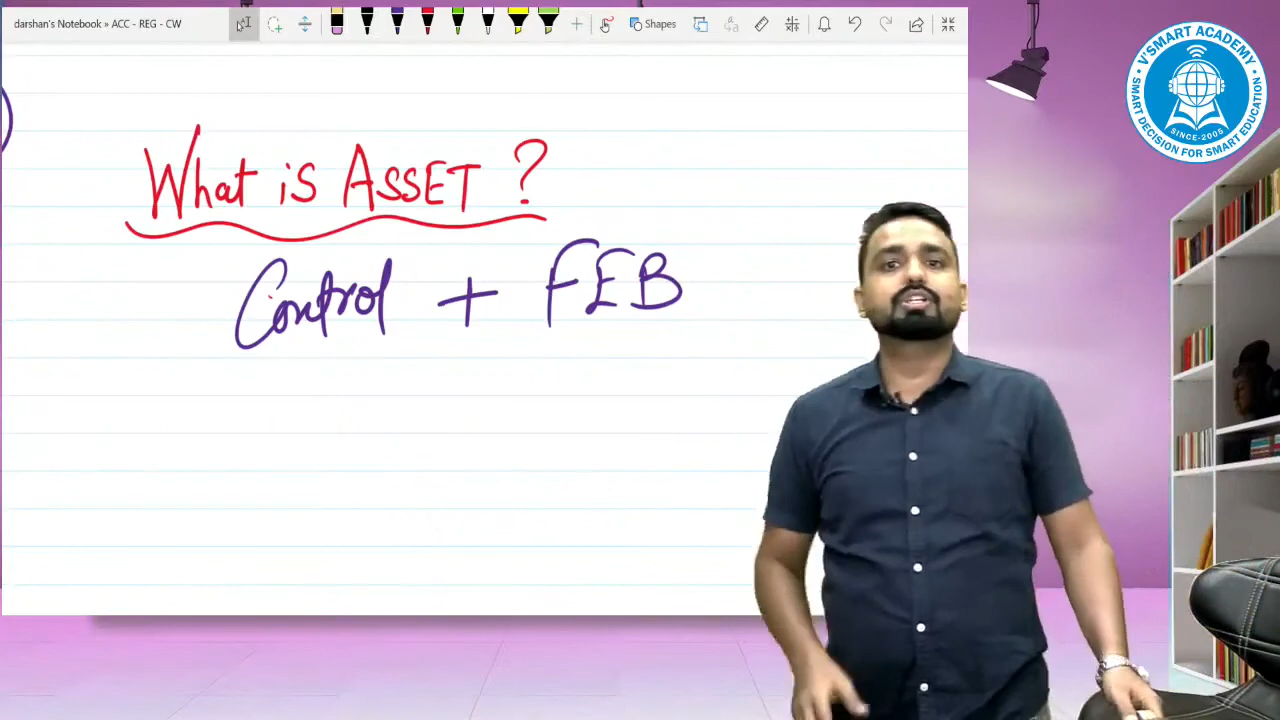 darshan's Notebook » ACC - REG - CW
Shapes
What is ASSET ?
Control + FEB
V'SMART ACADEMY
SINCE-2005
SMART DECISION FOR SMART EDUCATION